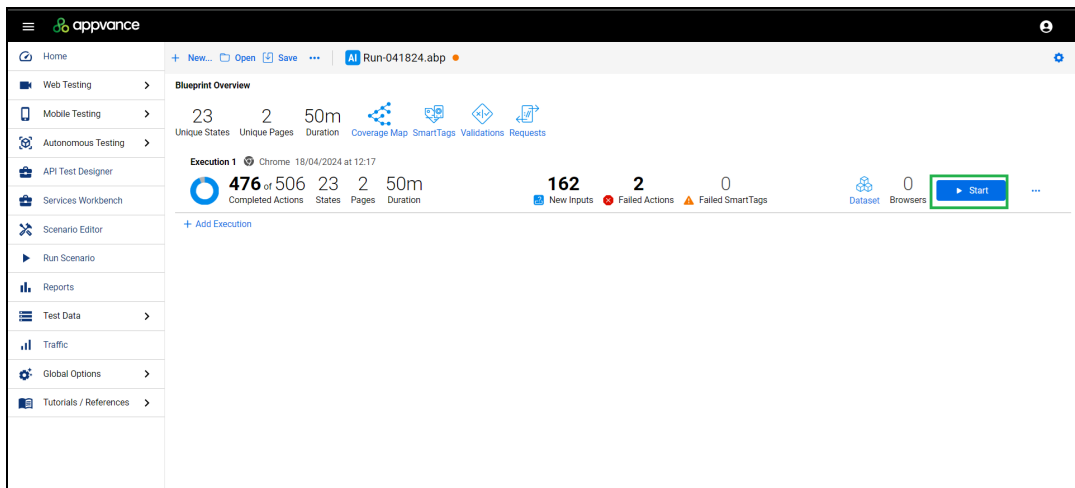 appvance
Home
Web Testing
Mobile Testing
Autonomous Testing
API Test Designer
Services Workbench
Scenario Editor
Run Scenario
Reports
Test Data
Traffic
Global Options
Tutorials / References
+ New... Open Save ... AI Run-041824.abp
Blueprint Overview
23 2 50m
Unique States Unique Pages Duration Coverage Map SmartTags Validations Requests
Execution 1 Chrome 18/04/2024 at 12:17
476 of 506 23 2 50m 162 2 0 0 Start ...
Completed Actions States Pages Duration New Inputs Failed Actions Failed SmartTags Dataset Browsers
+ Add Execution